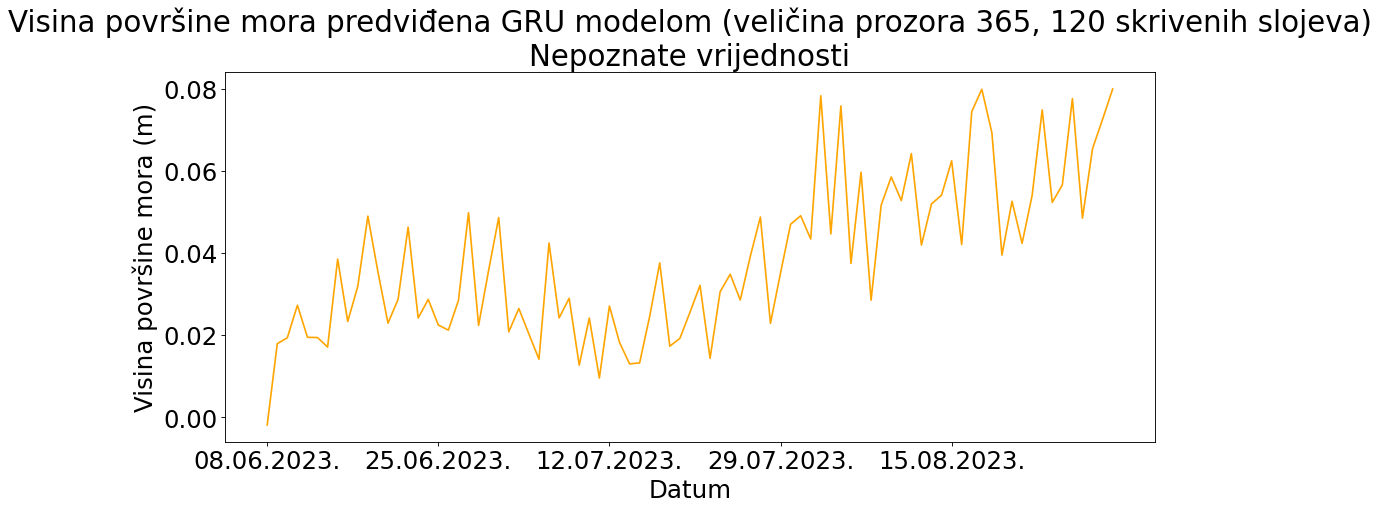 Visina površine mora predviđena GRU modelom (veličina prozora 365, 120 skrivenih slojeva)
Nepoznate vrijednosti
Visina površine mora (m)
0.08
0.06
0.04
0.02
0.00
08.06.2023. 25.06.2023. 12.07.2023. 29.07.2023. 15.08.2023.
Datum